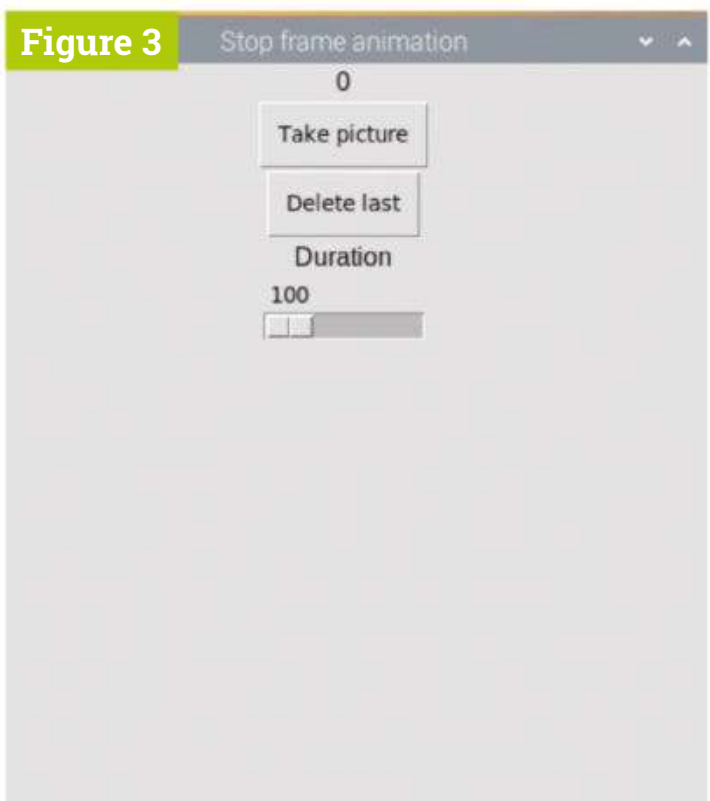 Figure 3
Stop frame animation
0
Take picture
Delete last
Duration
100